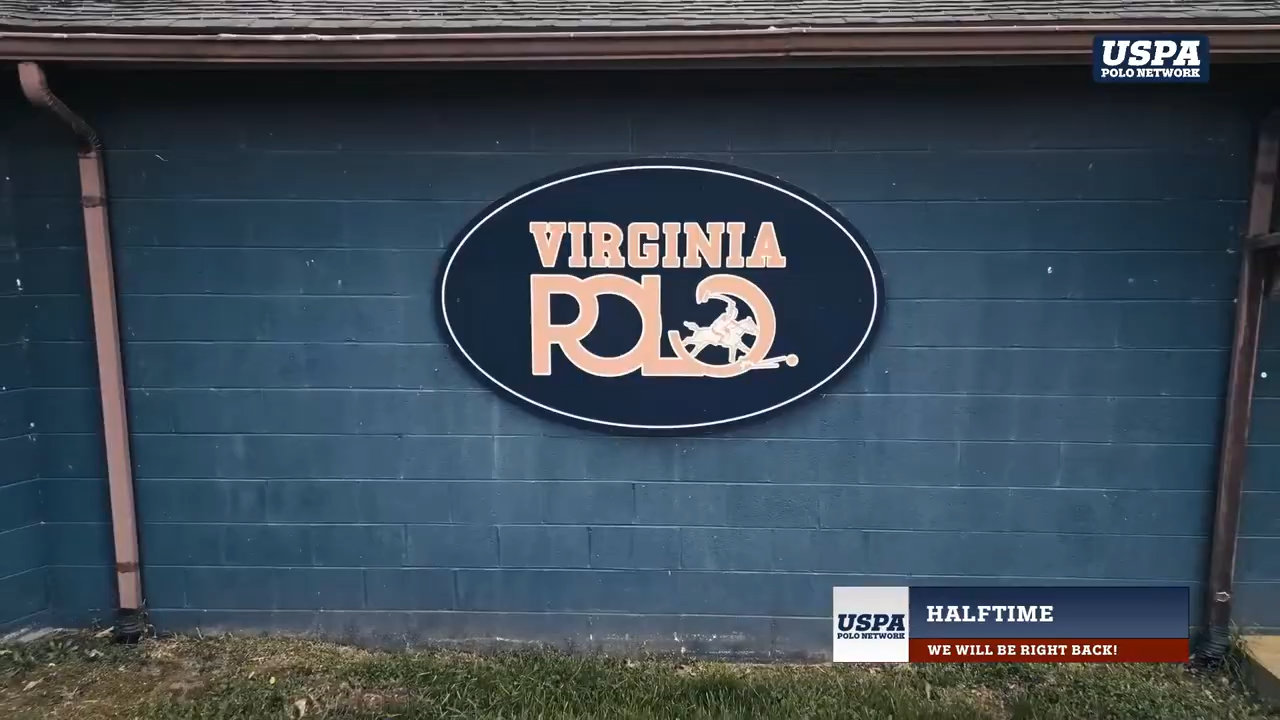 USPA
POLO NETWORK
VIRGINIA
POLO
USPA
POLO NETWORK
HALFTIME
WE WILL BE RIGHT BACK!